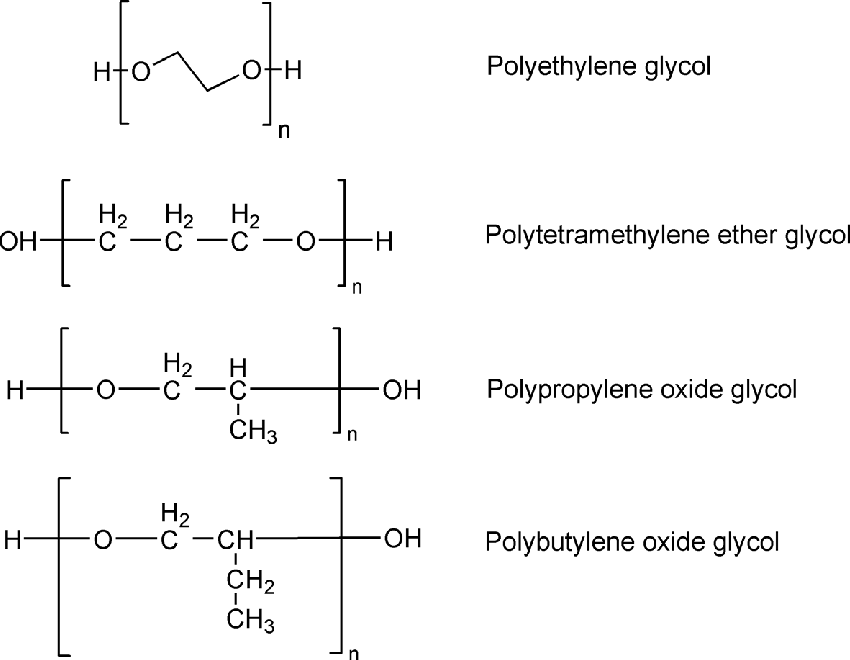 H O O H n Polyethylene glycol
H2 H2 H2
OH C C C O H n Polytetramethylene ether glycol
H2 H
H O C C OH n Polypropylene oxide glycol
CH3
H2
H O C CH OH Polybutylene oxide glycol
CH2
CH3
n